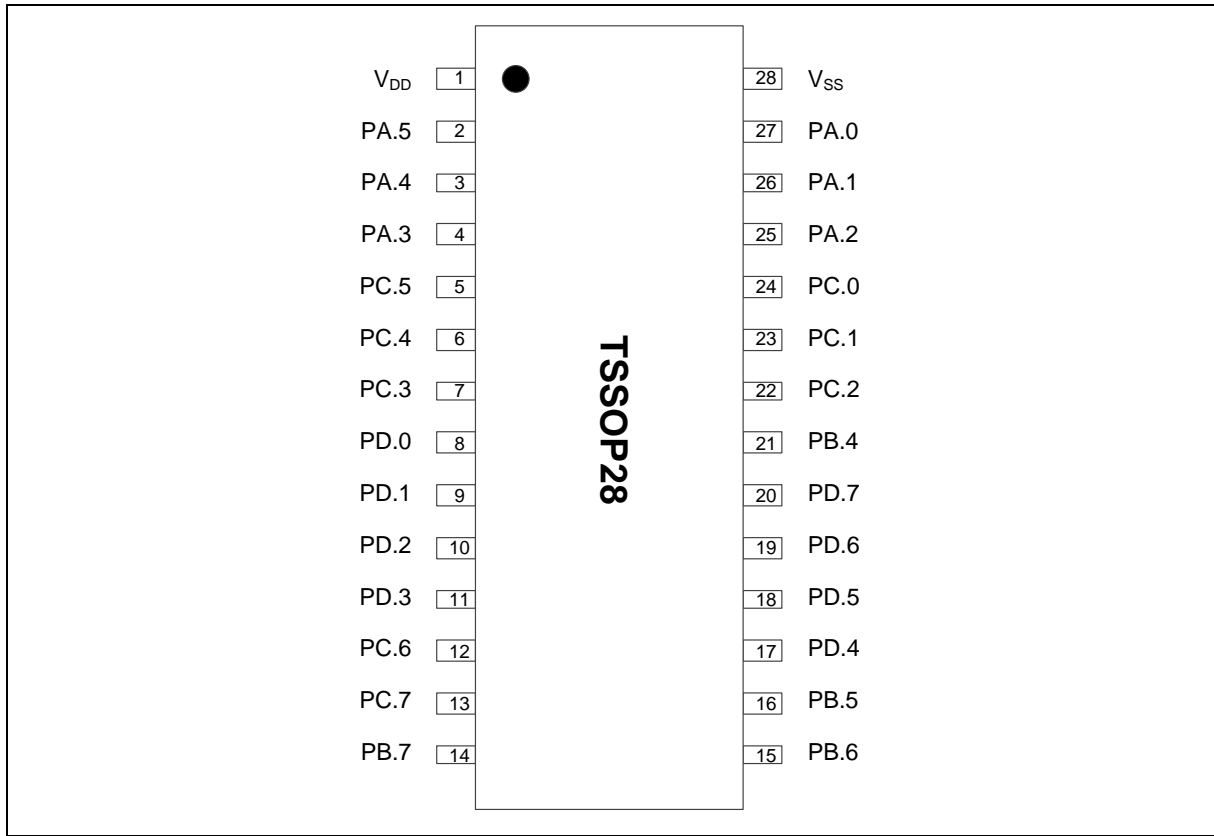 V_DD 1 28 V_SS
PA.5 2 27 PA.0
PA.4 3 26 PA.1
PA.3 4 25 PA.2
PC.5 5 24 PC.0
PC.4 6 23 PC.1
PC.3 7 22 PC.2
PD.0 8 21 PB.4
PD.1 9 20 PD.7
PD.2 10 19 PD.6
PD.3 11 18 PD.5
PC.6 12 17 PD.4
PC.7 13 16 PB.5
PB.7 14 15 PB.6
TSSOP28